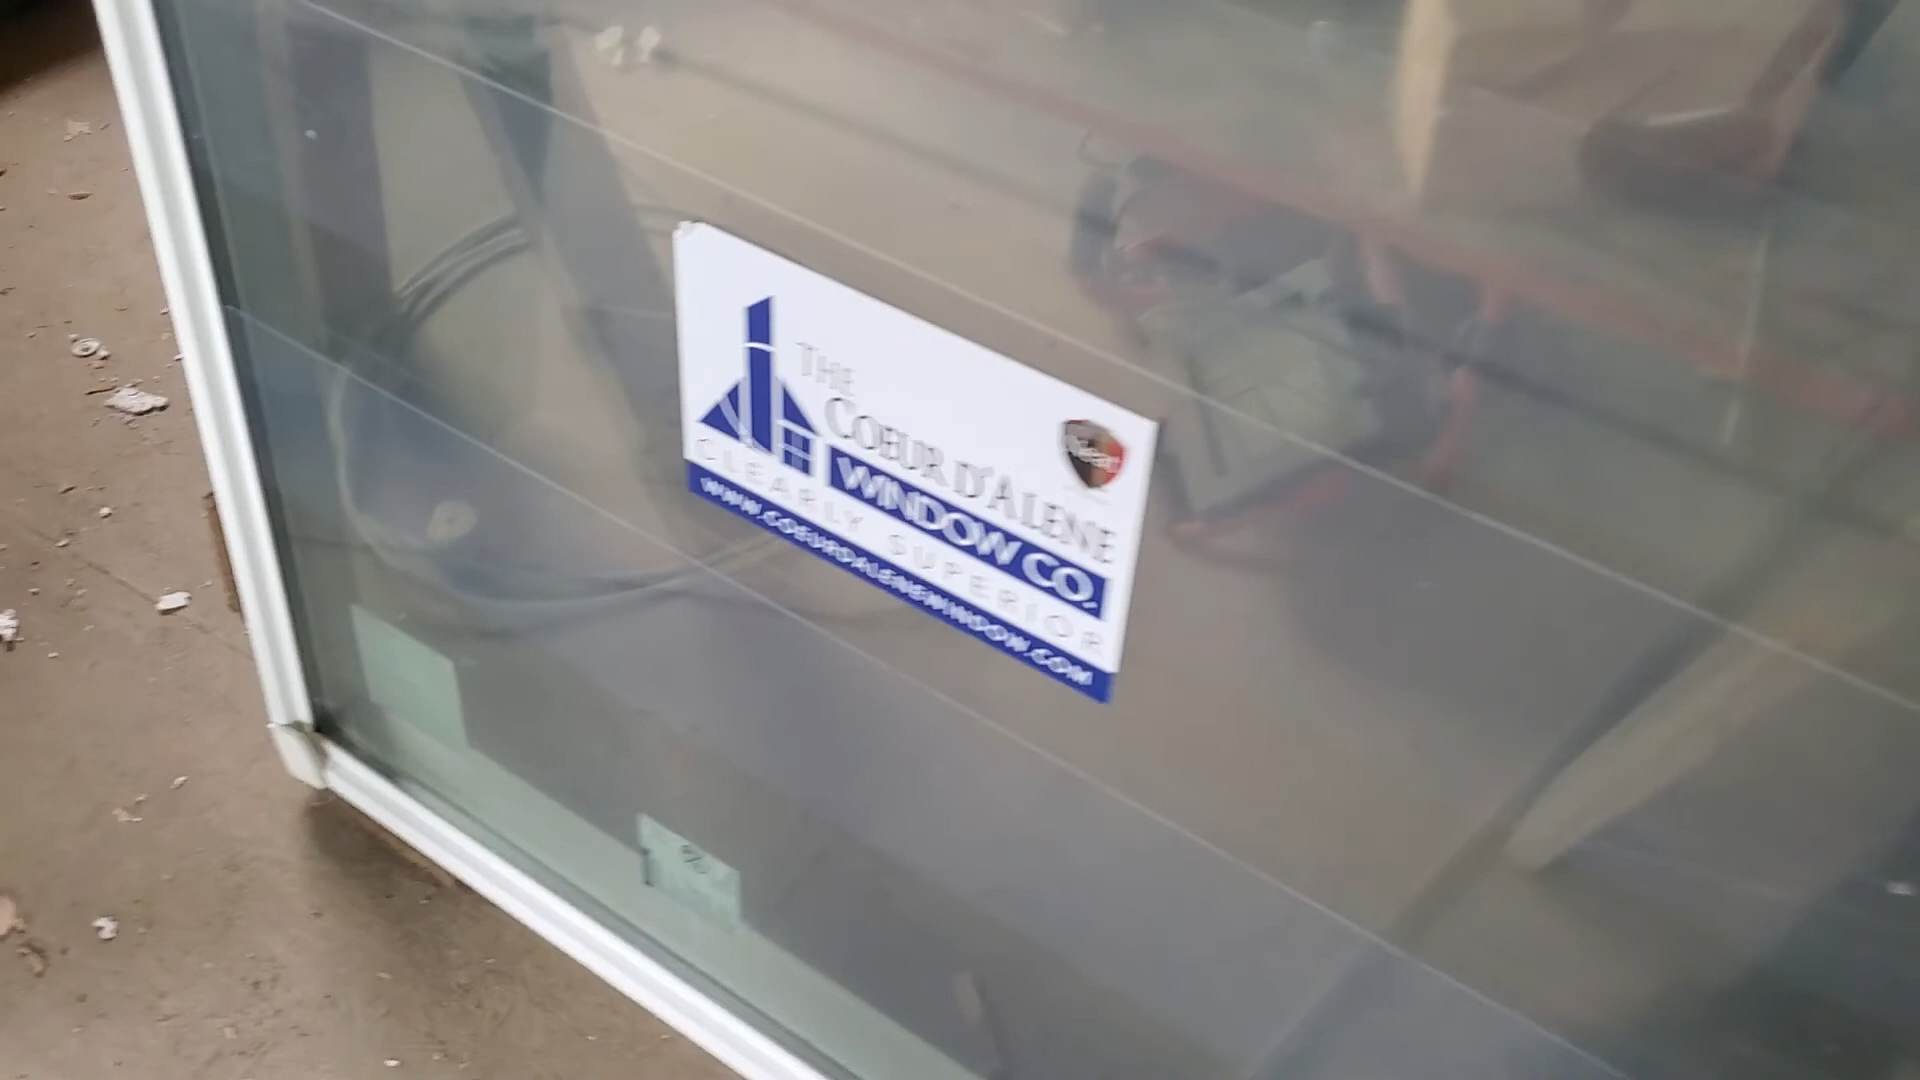 THE
COEUR D'ALENE
WINDOW CO.
CLEARLY SUPERIOR
WWW.COEURDALENEWINDOW.COM